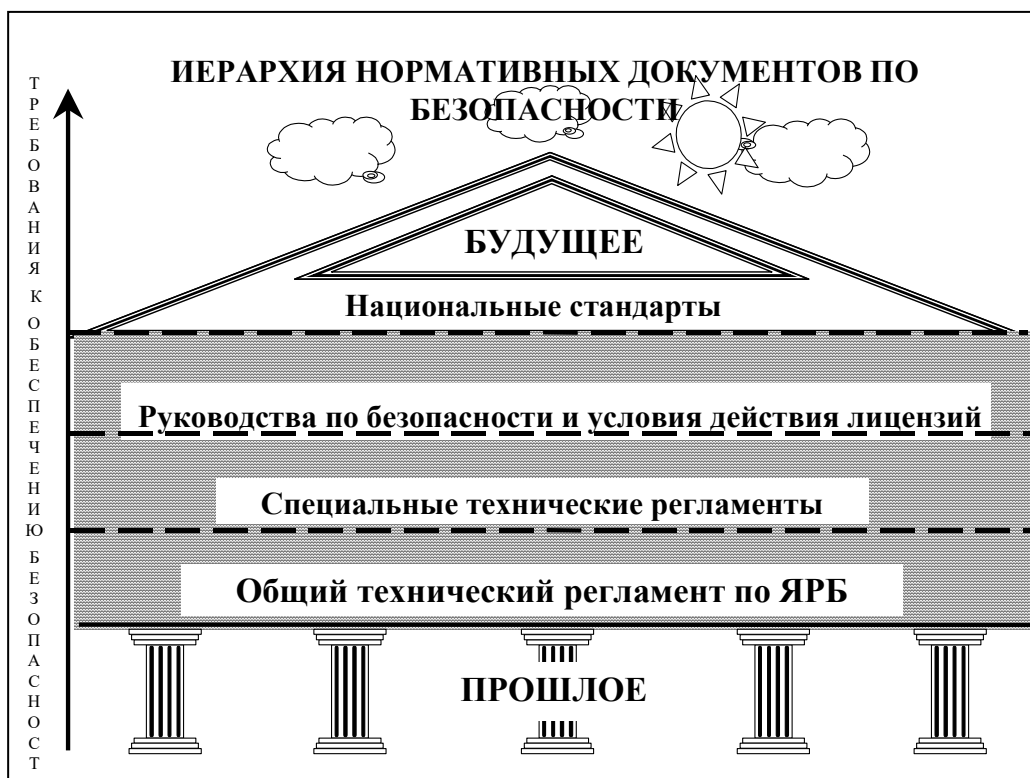 ИЕРАРХИЯ НОРМАТИВНЫХ ДОКУМЕНТОВ ПО
БЕЗОПАСНОСТИ
ТРЕБОВАНИЯ К ОБЕСПЕЧЕНИЮ БЕЗОПАСНОСТ
БУДУЩЕЕ
Национальные стандарты
Руководства по безопасности и условия действия лицензий
Специальные технические регламенты
Общий технический регламент по ЯРБ
ПРОШЛОЕ